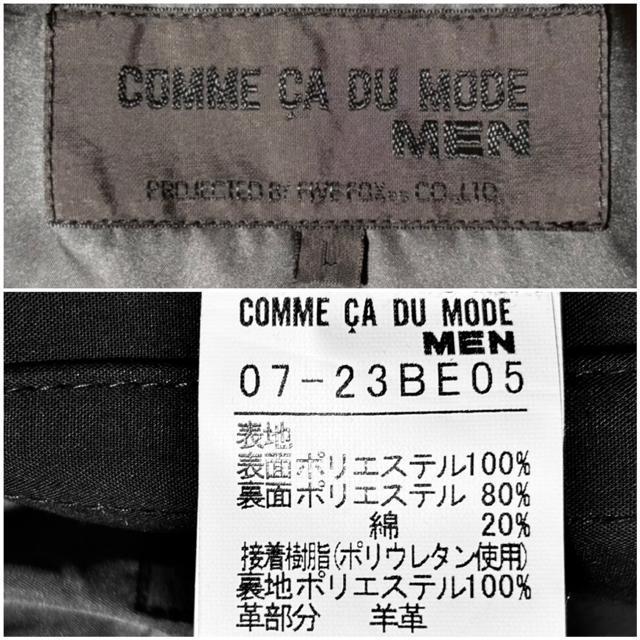 COMME ÇA DU MODE
MEN
PROJECTED BY FIVE FOXes CO.,LTD.
L
COMME ÇA DU MODE
MEN
07-23BE05
表地
表面ポリエステル100%
裏面ポリエステル 80%
綿 20%
接着樹脂(ポリウレタン使用)
裏地ポリエステル100%
革部分 羊革